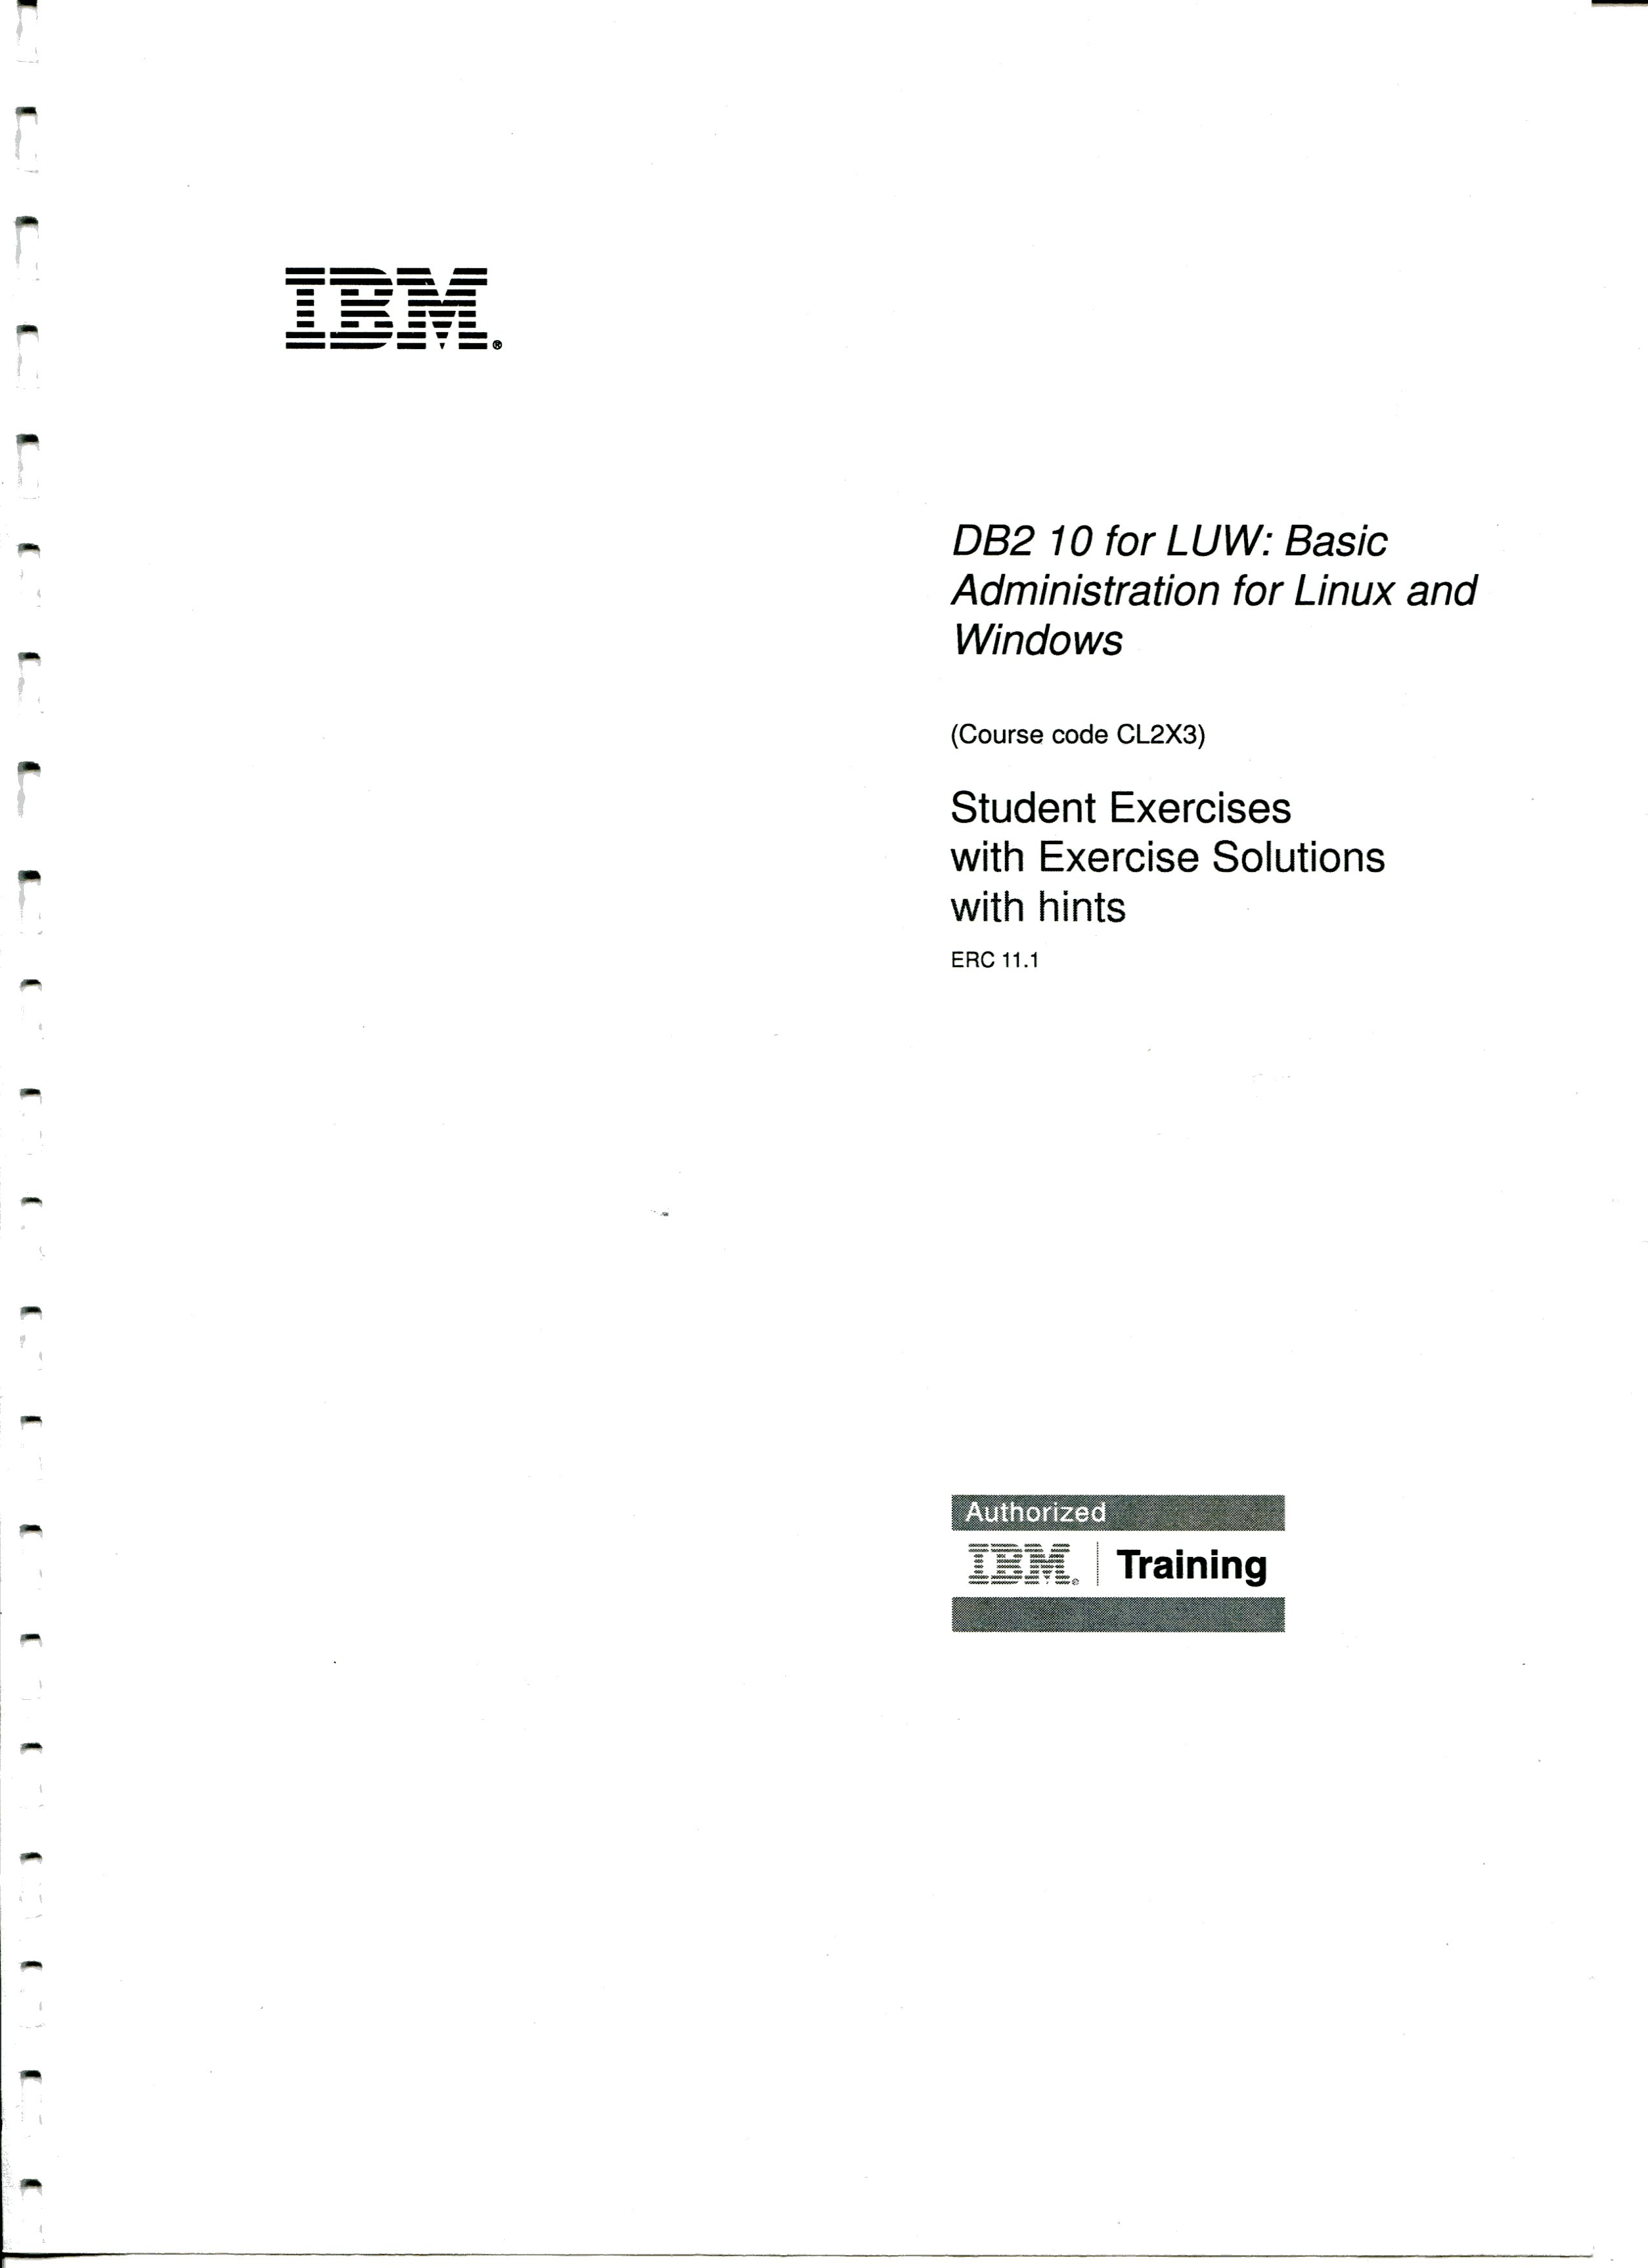 IBM®
DB2 10 for LUW: Basic
Administration for Linux and
Windows
(Course code CL2X3)
Student Exercises
with Exercise Solutions
with hints
ERC 11.1
Authorized
IBM® | Training